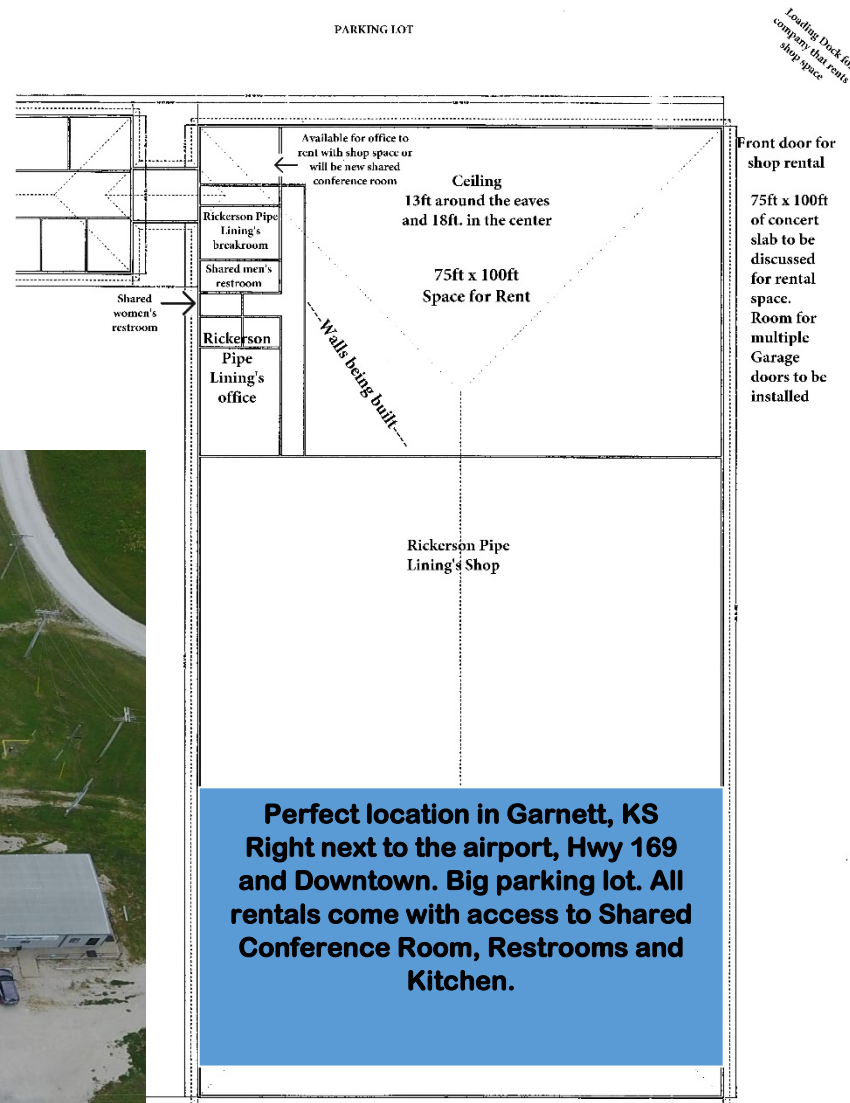 PARKING LOT
Loading Dock for
company that rents
shop space
Available for office to
rent with shop space or
will be new shared
conference room
Ceiling
13ft around the eaves
and 18ft. in the center
75ft x 100ft
Space for Rent
Front door for
shop rental
75ft x 100ft
of concert
slab to be
discussed
for rental
space.
Room for
multiple
Garage
doors to be
installed
Rickerson Pipe
Lining's
breakroom
Shared men's
restroom
Shared
women's
restroom
Rickerson
Pipe
Lining's
office
Walls being built
Rickerson Pipe
Lining's Shop
Perfect location in Garnett, KS
Right next to the airport, Hwy 169
and Downtown. Big parking lot. All
rentals come with access to Shared
Conference Room, Restrooms and
Kitchen.